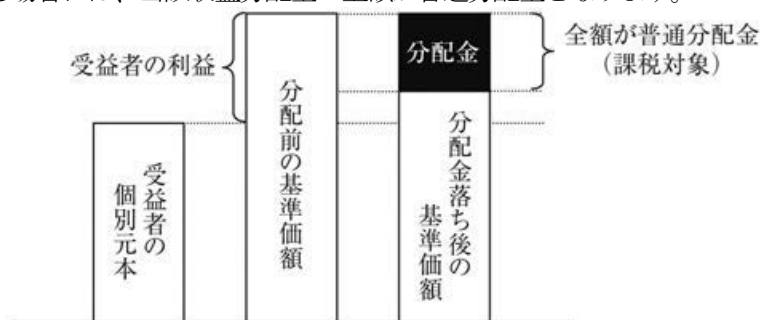 受益者の利益
分配金
全額が普通分配金
(課税対象)
受益者の
個別元本
分配前の基準価額
分配金落ち後の
基準価額